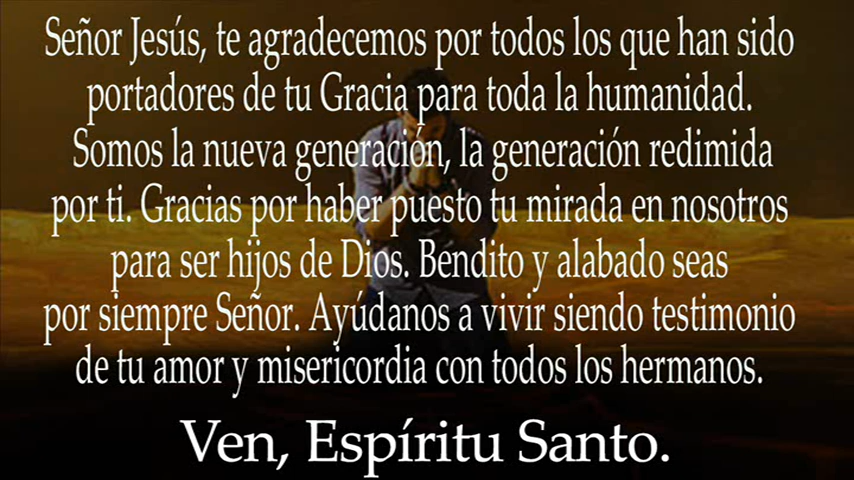 Señor Jesús, te agradecemos por todos los que han sido
portadores de tu Gracia para toda la humanidad.
Somos la nueva generación, la generación redimida
por ti. Gracias por haber puesto tu mirada en nosotros
para ser hijos de Dios. Bendito y alabado seas
por siempre Señor. Ayúdanos a vivir siendo testimonio
de tu amor y misericordia con todos los hermanos.
Ven, Espíritu Santo.